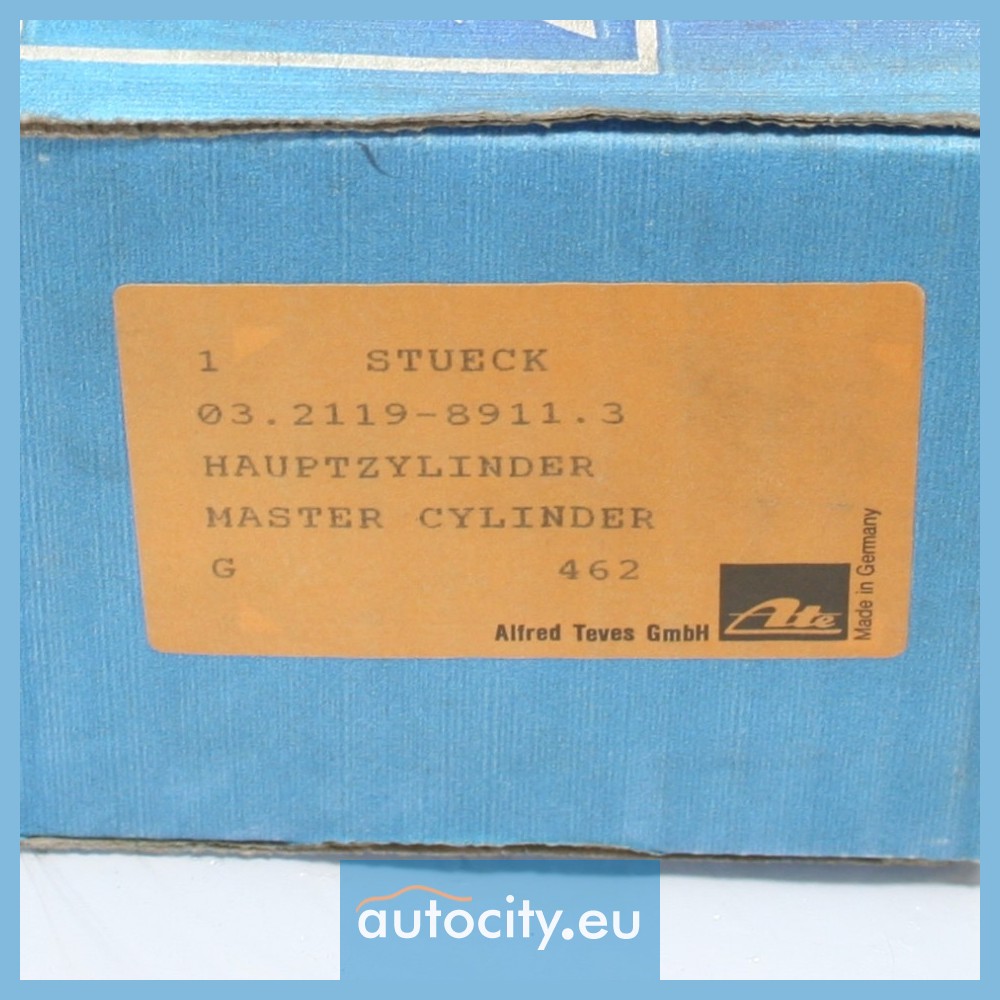 1 STUECK
03.2119-8911.3
HAUPTZYLINDER
MASTER CYLINDER
G 462
Alfred Teves GmbH
Ate
Made in Germany
autocity.eu